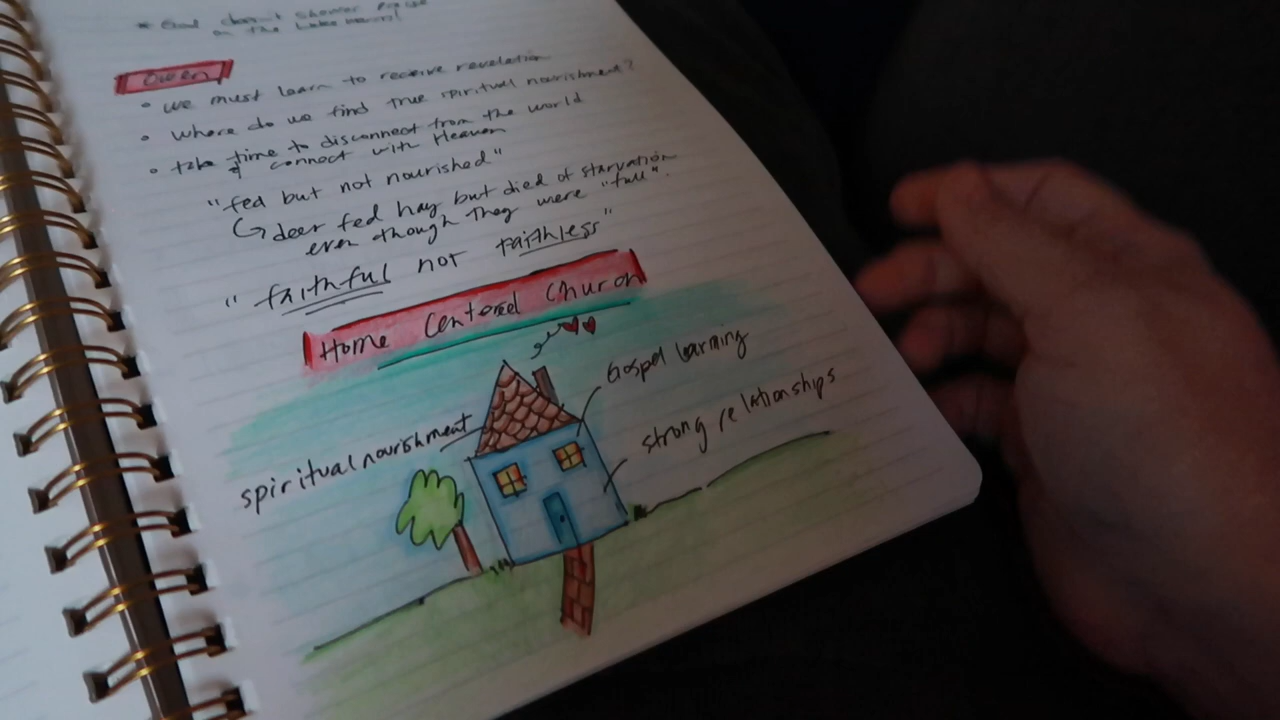 on the
Owen
• we must learn to receive revelation
• where do we find true spiritual nourishment?
• take time to disconnect from the world
& connect with Heaven
"fed but not nourished"
deer fed hay but died of starvation
even though they were "full".
"faithful not faithless"
Home Centered Church
Gospel learning
strong relationships
spiritual nourishment